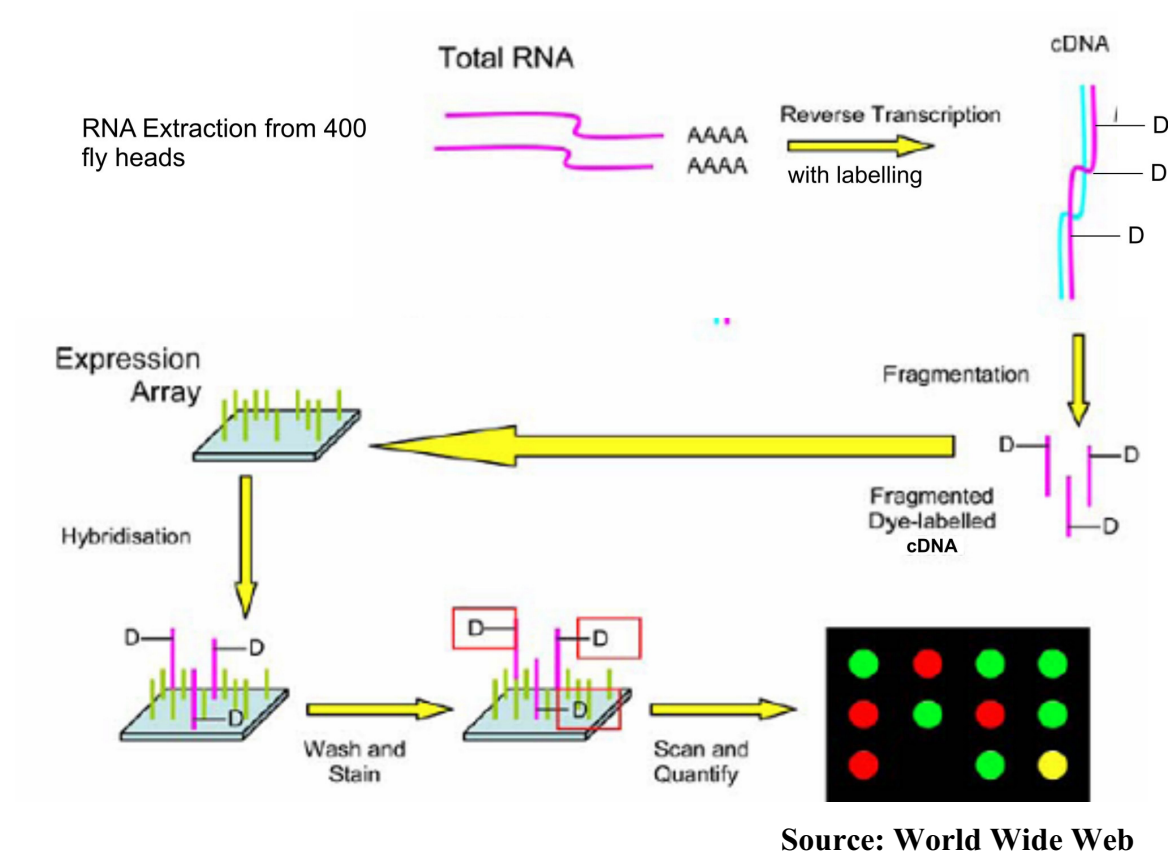 Total RNA
cDNA
RNA Extraction from 400
fly heads
AAAA
AAAA
Reverse Transcription
with labelling
D
D
D
Expression
Array
Fragmentation
D
D
D
Fragmented
Dye-labelled
cDNA
Hybridisation
D
D
D
Wash and
Stain
D
D
D
Scan and
Quantify
Source: World Wide Web